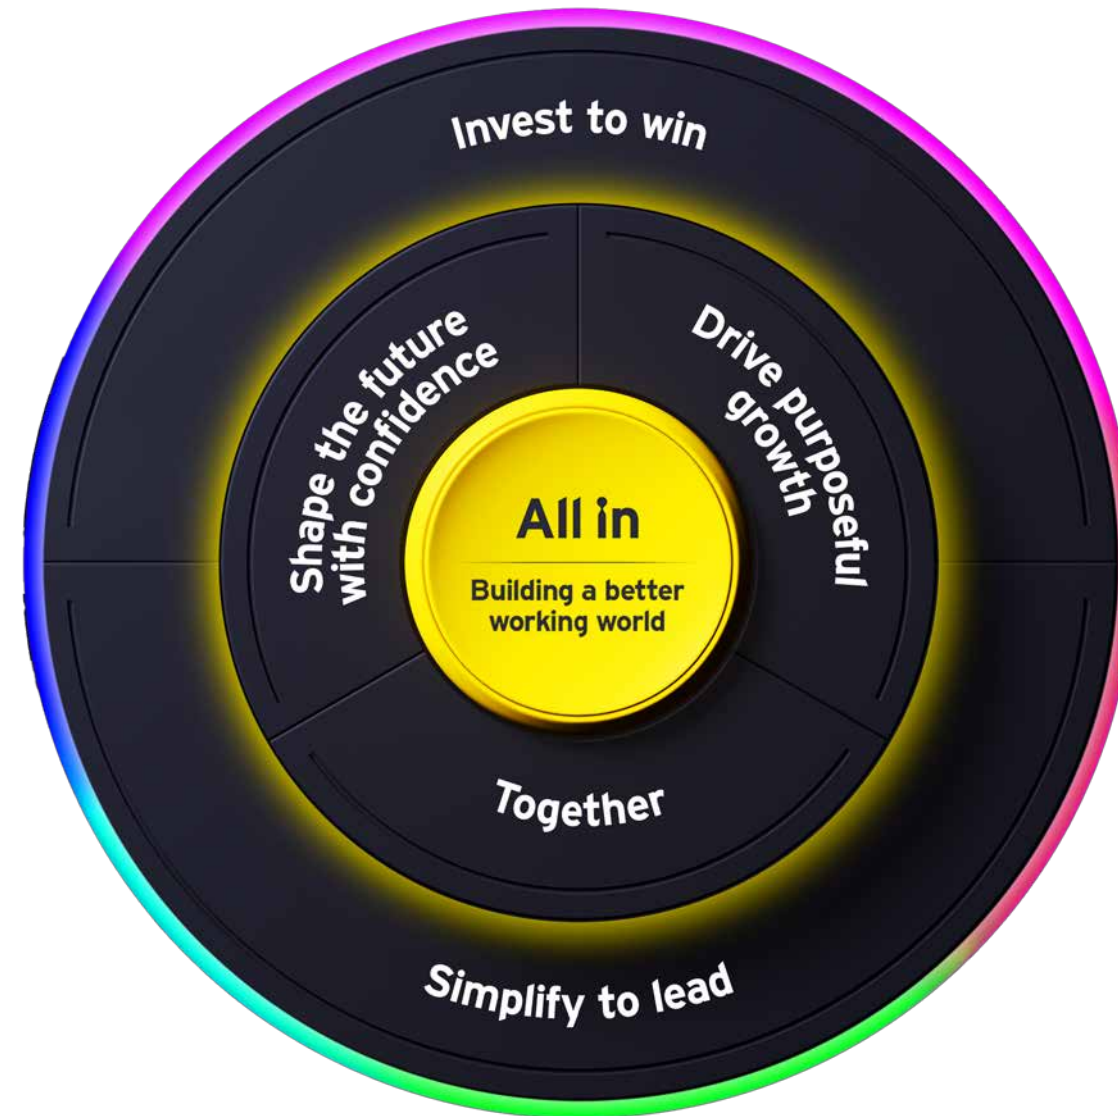 Invest to win
Shape the future
with confidence
Drive purposeful
growth
All in
Building a better
working world
Together
Simplify to lead